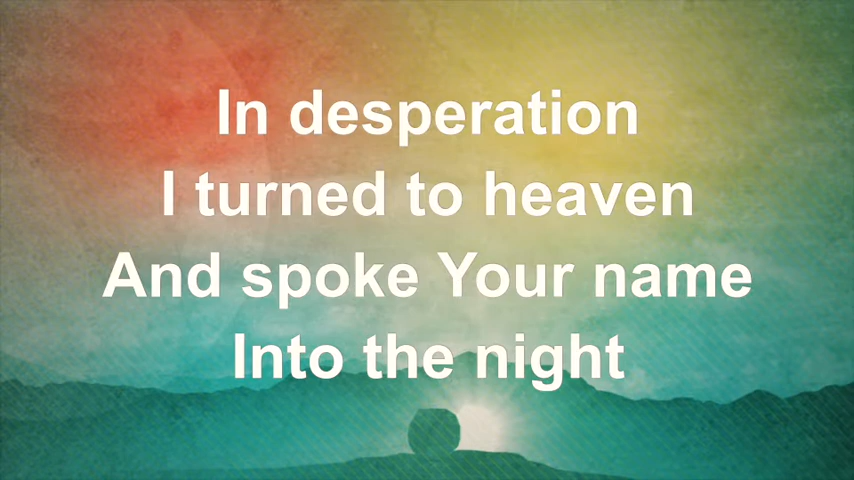 In desperation
I turned to heaven
And spoke Your name
Into the night